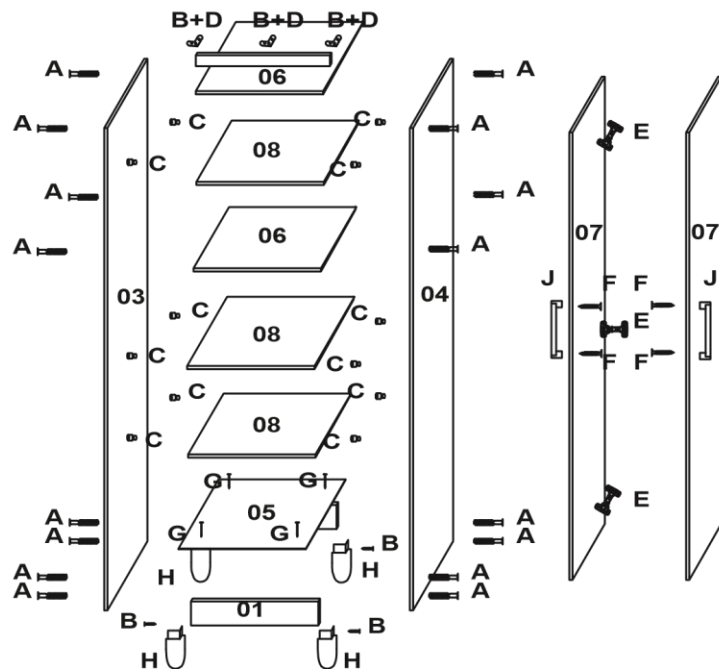 B+D B+D B+D
A 06 A
A C C A E
C 08 C
A A
A 06 A 07 07
03 04
J F F J
C 08 C E
C C F F
C 08 C
C C
G G
A 05 A E
A G G A
B
A H H A
A 01 A
B B
H H